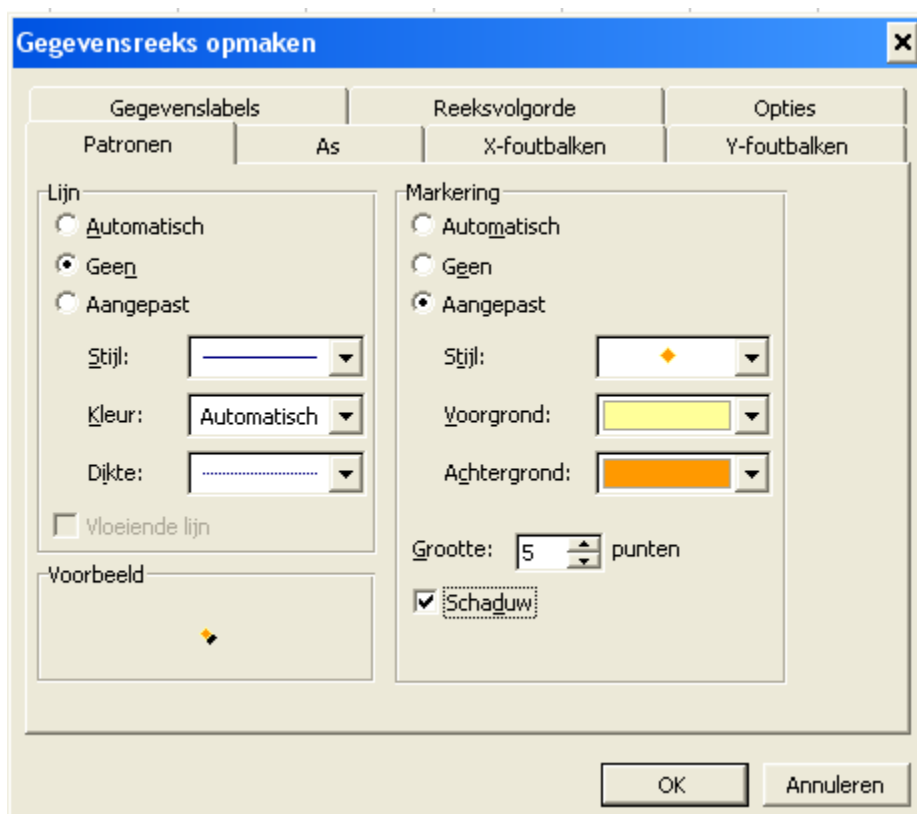 Gegevensreeks opmaken
Gegevenslabels Reeksvolgorde Opties
Patronen As X-foutbalken Y-foutbalken
Lijn
Automatisch
Geen
Aangepast
Stijl:
Kleur: Automatisch
Dikte:
Vloeiende lijn
Voorbeeld
Markering
Automatisch
Geen
Aangepast
Stijl:
Voorgrond:
Achtergrond:
Grootte: 5 punten
Schaduw
OK Annuleren